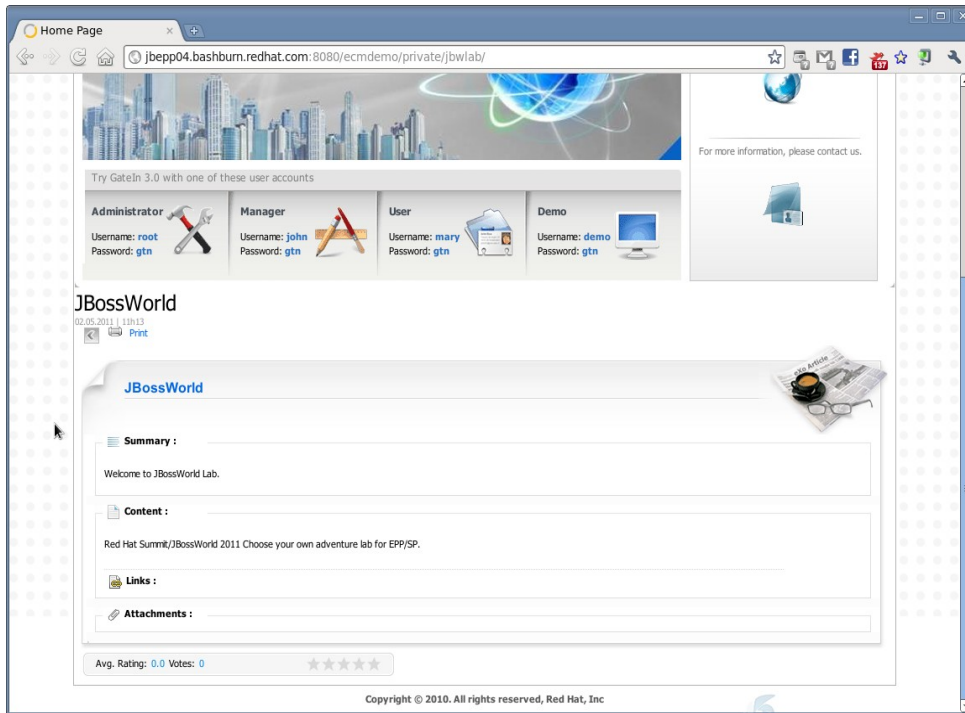 Home Page
jbepp04.bashburn.redhat.com:8080/ecmdemo/private/jbwlab/
137
For more information, please contact us.
Try GateIn 3.0 with one of these user accounts
Administrator
Username: root
Password: gtn
Manager
Username: john
Password: gtn
User
Username: mary
Password: gtn
Demo
Username: demo
Password: gtn
JBossWorld
02.05.2011 | 11h13
Print
JBossWorld
eXo Article
Summary :
Welcome to JBossWorld Lab.
Content :
Red Hat Summit/JBossWorld 2011 Choose your own adventure lab for EPP/SP.
Links :
Attachments :
Avg. Rating: 0.0 Votes: 0
Copyright © 2010. All rights reserved, Red Hat, Inc